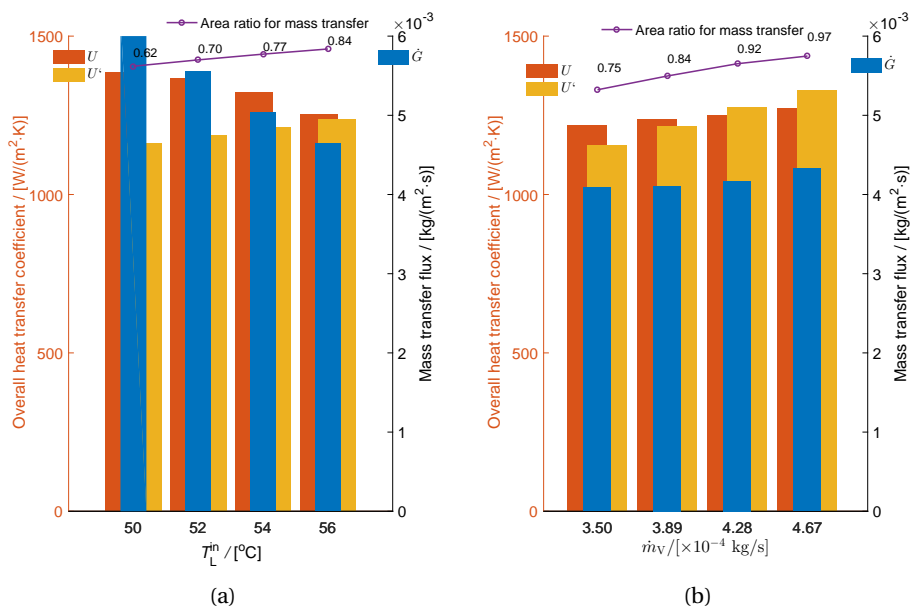 Area ratio for mass transfer
×10⁻³
1500
1000
500
0
Overall heat transfer coefficient / [W/(m²·K)]
U
U‘
Ġ
0.62
0.70
0.77
0.84
6
5
4
3
2
1
0
Mass transfer flux / [kg/(m²·s)]
50
52
54
56
T_L^in / [°C]
(a)
Area ratio for mass transfer
×10⁻³
1500
1000
500
0
Overall heat transfer coefficient / [W/(m²·K)]
U
U‘
Ġ
0.75
0.84
0.92
0.97
6
5
4
3
2
1
0
Mass transfer flux / [kg/(m²·s)]
3.50
3.89
4.28
4.67
ṁ_V/[×10⁻⁴ kg/s]
(b)